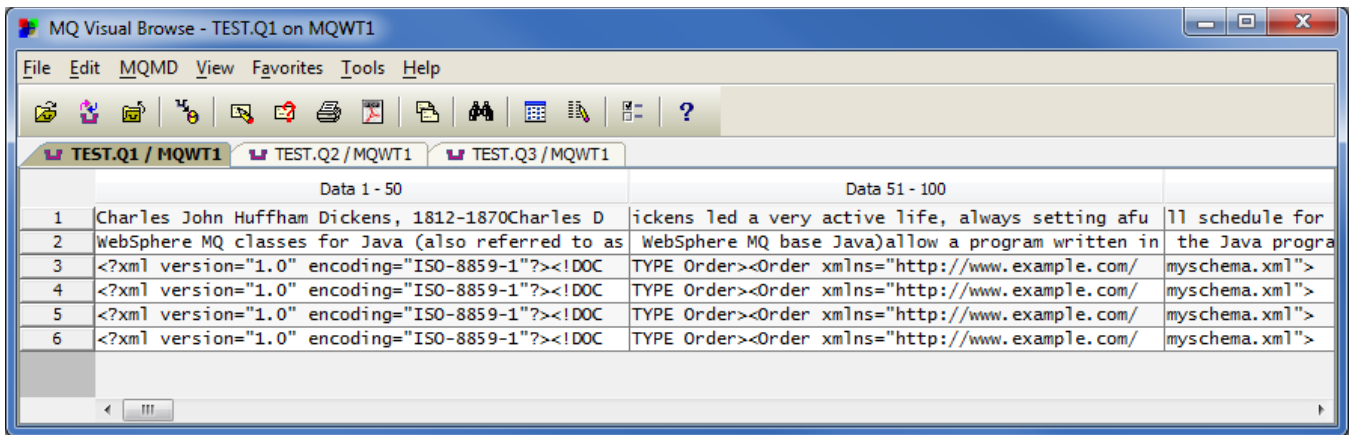 MQ Visual Browse - TEST.Q1 on MQWT1
File Edit MQMD View Favorites Tools Help
TEST.Q1 / MQWT1 TEST.Q2 / MQWT1 TEST.Q3 / MQWT1
Data 1 - 50 Data 51 - 100
1 Charles John Huffham Dickens, 1812-1870Charles D ickens led a very active life, always setting afu ll schedule for
2 WebSphere MQ classes for Java (also referred to as WebSphere MQ base Java)allow a program written in the Java progra
3 <?xml version="1.0" encoding="ISO-8859-1"?><!DOC TYPE Order><Order xmlns="http://www.example.com/ myschema.xml">
4 <?xml version="1.0" encoding="ISO-8859-1"?><!DOC TYPE Order><Order xmlns="http://www.example.com/ myschema.xml">
5 <?xml version="1.0" encoding="ISO-8859-1"?><!DOC TYPE Order><Order xmlns="http://www.example.com/ myschema.xml">
6 <?xml version="1.0" encoding="ISO-8859-1"?><!DOC TYPE Order><Order xmlns="http://www.example.com/ myschema.xml">